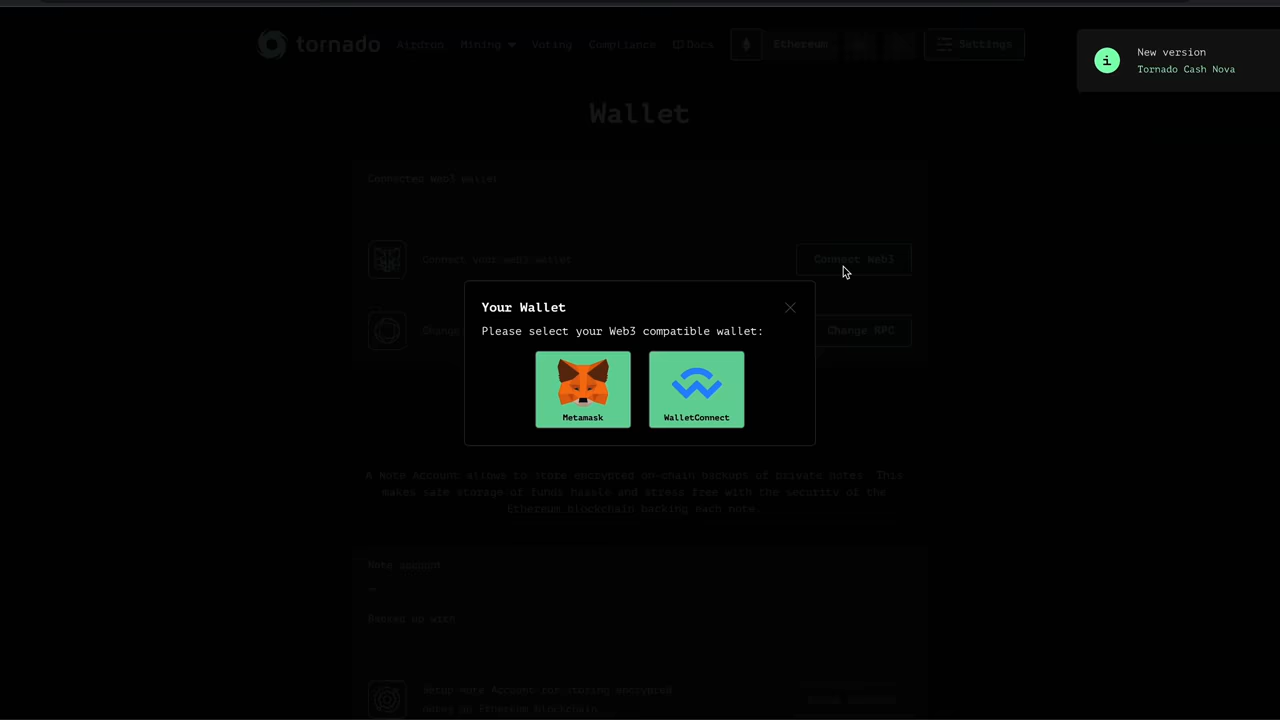 tornado
Airdrop Mining Voting Compliance Docs Ethereum Settings
New version
Tornado Cash Nova
Wallet
Connected Web3 wallet
Connect your web3 wallet
Connect Web3
Change
Change RPC
Your Wallet
Please select your Web3 compatible wallet:
Metamask
WalletConnect
A Note Account allows to store encrypted on-chain backups of private notes. This
makes safe storage of funds hassle and stress free with the security of the
Ethereum blockchain backing each note.
Note account
Backed up with
Setup Note Account for storing encrypted
notes on Ethereum blockchain...